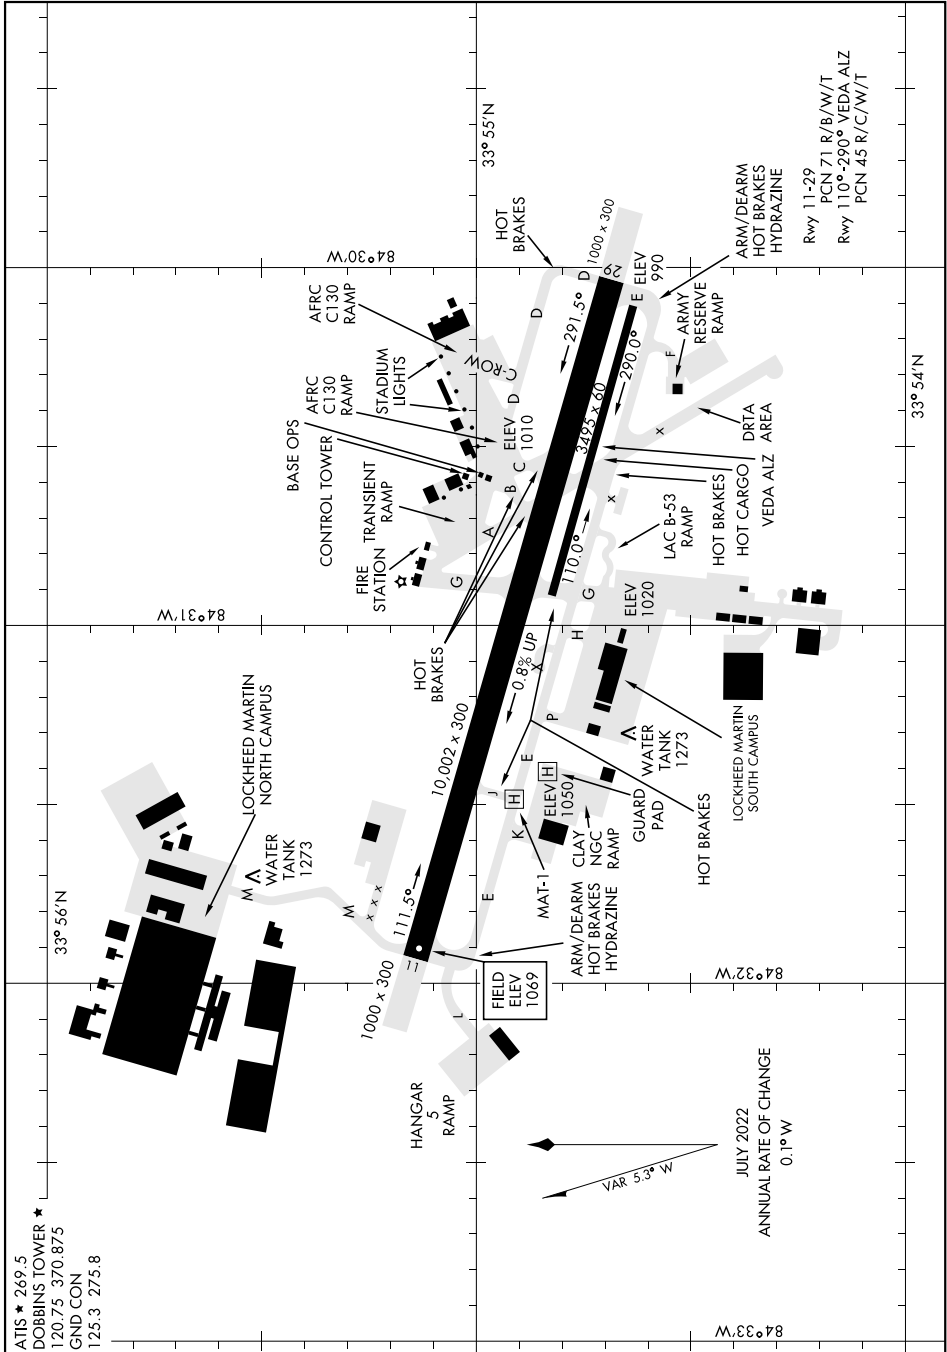 ATIS ★ 269.5
DOBBINS TOWER ★
120.75 370.875
GND CON
125.3 275.8
33° 56'N
33° 55'N
33° 54'N
84°33'W
84°32'W
84°31'W
84°30'W
LOCKHEED MARTIN
NORTH CAMPUS
M
WATER
TANK
1273
M
x x x
HANGAR
5
RAMP
L
1000 x 300
11
111.5°
FIELD
ELEV
1069
10,002 x 300
0.8% UP
HOT
BRAKES
FIRE
STATION
TRANSIENT
RAMP
CONTROL TOWER
BASE OPS
AFRC
C130
RAMP
STADIUM
LIGHTS
AFRC
C130
RAMP
C-ROW
G
A
B
C
D
D
D
ELEV
1010
HOT
BRAKES
291.5°
29
1000 x 300
E
ELEV
990
3495 x 60
290.0°
110.0°
ARM/DEARM
HOT BRAKES
HYDRAZINE
F
ARMY
RESERVE
RAMP
DRTA
AREA
x
x
X
VEDA ALZ
HOT CARGO
HOT BRAKES
LAC B-53
RAMP
G
H
ELEV
1020
P
E
E
J
K
H
H
ELEV
1050
MAT-1
CLAY
NGC
RAMP
GUARD
PAD
WATER
TANK
1273
LOCKHEED MARTIN
SOUTH CAMPUS
HOT BRAKES
ARM/DEARM
HOT BRAKES
HYDRAZINE
VAR 5.3° W
JULY 2022
ANNUAL RATE OF CHANGE
0.1° W
Rwy 11-29
PCN 71 R/B/W/T
Rwy 110°-290° VEDA ALZ
PCN 45 R/C/W/T